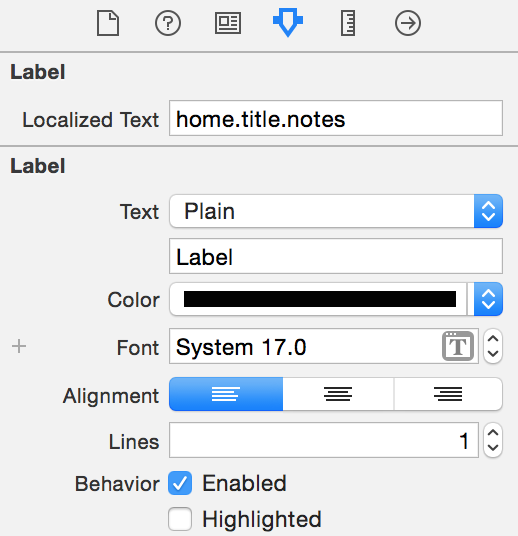 Label
Localized Text home.title.notes
Label
Text Plain
Label
Color
Font System 17.0 T
Alignment
Lines 1
Behavior Enabled
Highlighted